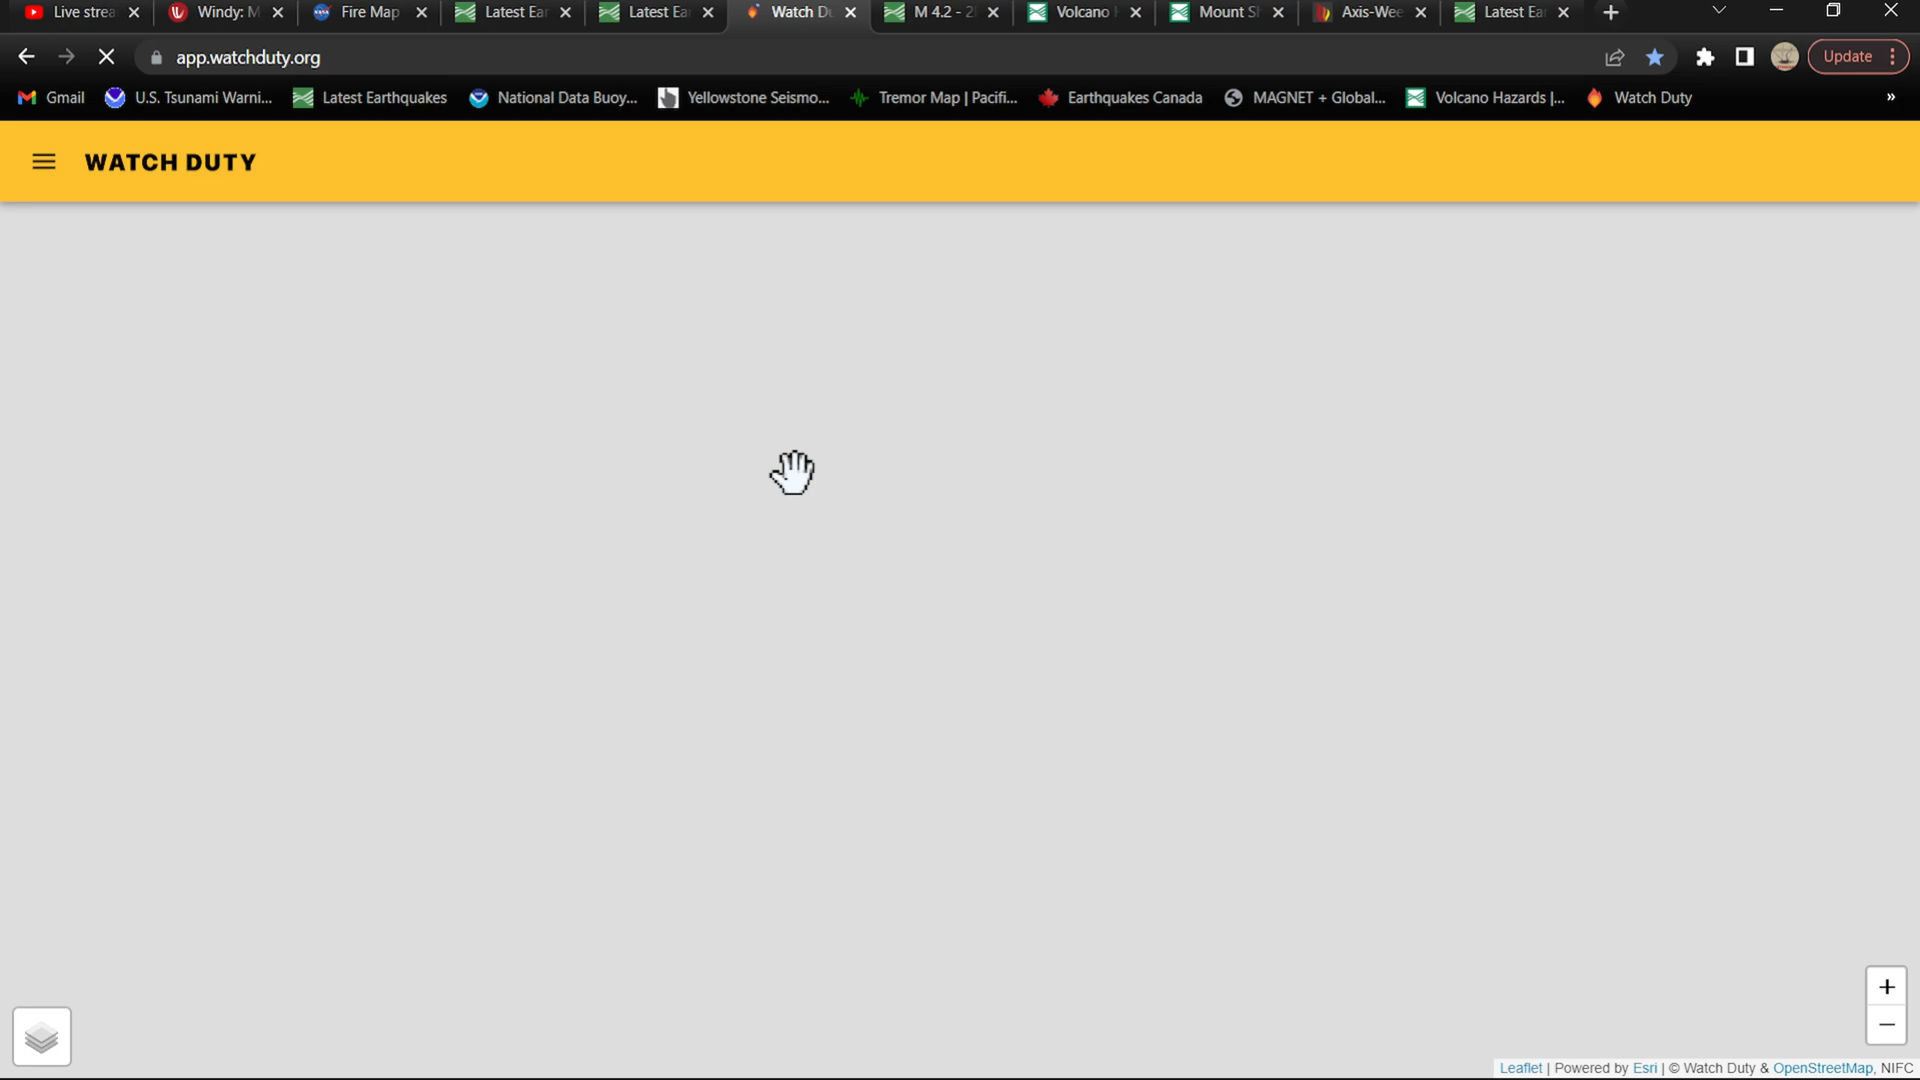 Live strea Windy: M Fire Map Latest Ea Latest Ea Watch Du M 4.2 - 2 Volcano Mount S Axis-Wee Latest Ea
app.watchduty.org Update
Gmail U.S. Tsunami Warni... Latest Earthquakes National Data Buoy... Yellowstone Seismo... Tremor Map | Pacifi... Earthquakes Canada MAGNET + Global... Volcano Hazards |... Watch Duty »
WATCH DUTY
+
−
Leaflet | Powered by Esri | © Watch Duty & OpenStreetMap, NIFC